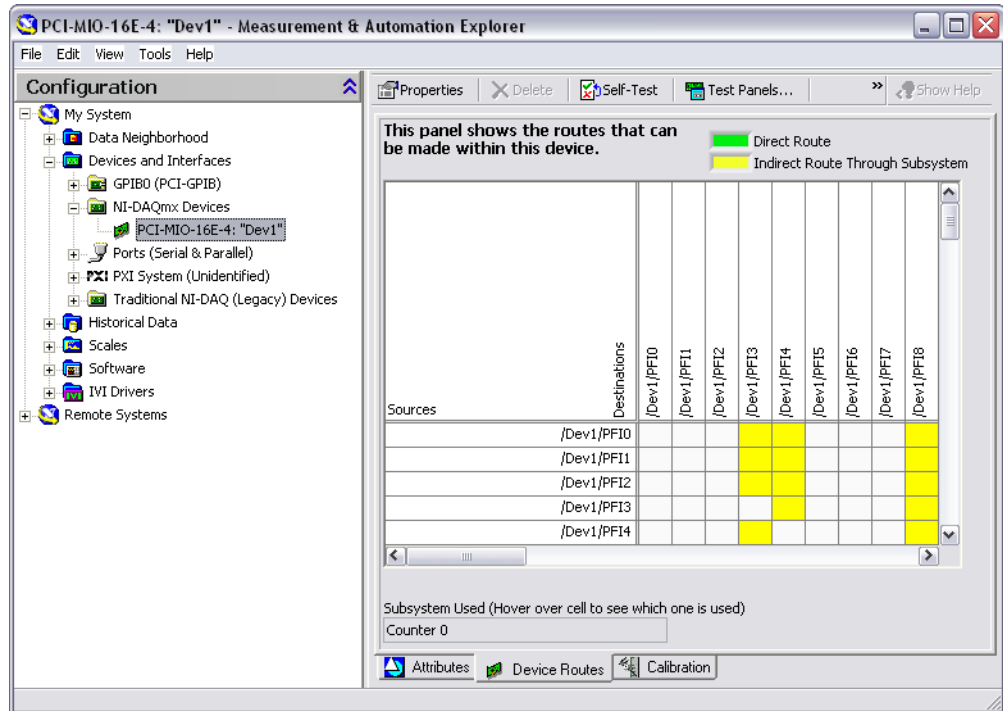 PCI-MIO-16E-4: "Dev1" - Measurement & Automation Explorer
File Edit View Tools Help
Configuration
My System
Data Neighborhood
Devices and Interfaces
GPIB0 (PCI-GPIB)
NI-DAQmx Devices
PCI-MIO-16E-4: "Dev1"
Ports (Serial & Parallel)
PXI PXI System (Unidentified)
Traditional NI-DAQ (Legacy) Devices
Historical Data
Scales
Software
IVI Drivers
Remote Systems
Properties Delete Self-Test Test Panels... » Show Help
This panel shows the routes that can
be made within this device.
Direct Route
Indirect Route Through Subsystem
Sources
Destinations
/Dev1/PFI0
/Dev1/PFI1
/Dev1/PFI2
/Dev1/PFI3
/Dev1/PFI4
/Dev1/PFI5
/Dev1/PFI6
/Dev1/PFI7
/Dev1/PFI8
/Dev1/PFI0
/Dev1/PFI1
/Dev1/PFI2
/Dev1/PFI3
/Dev1/PFI4
Subsystem Used (Hover over cell to see which one is used)
Counter 0
Attributes Device Routes Calibration